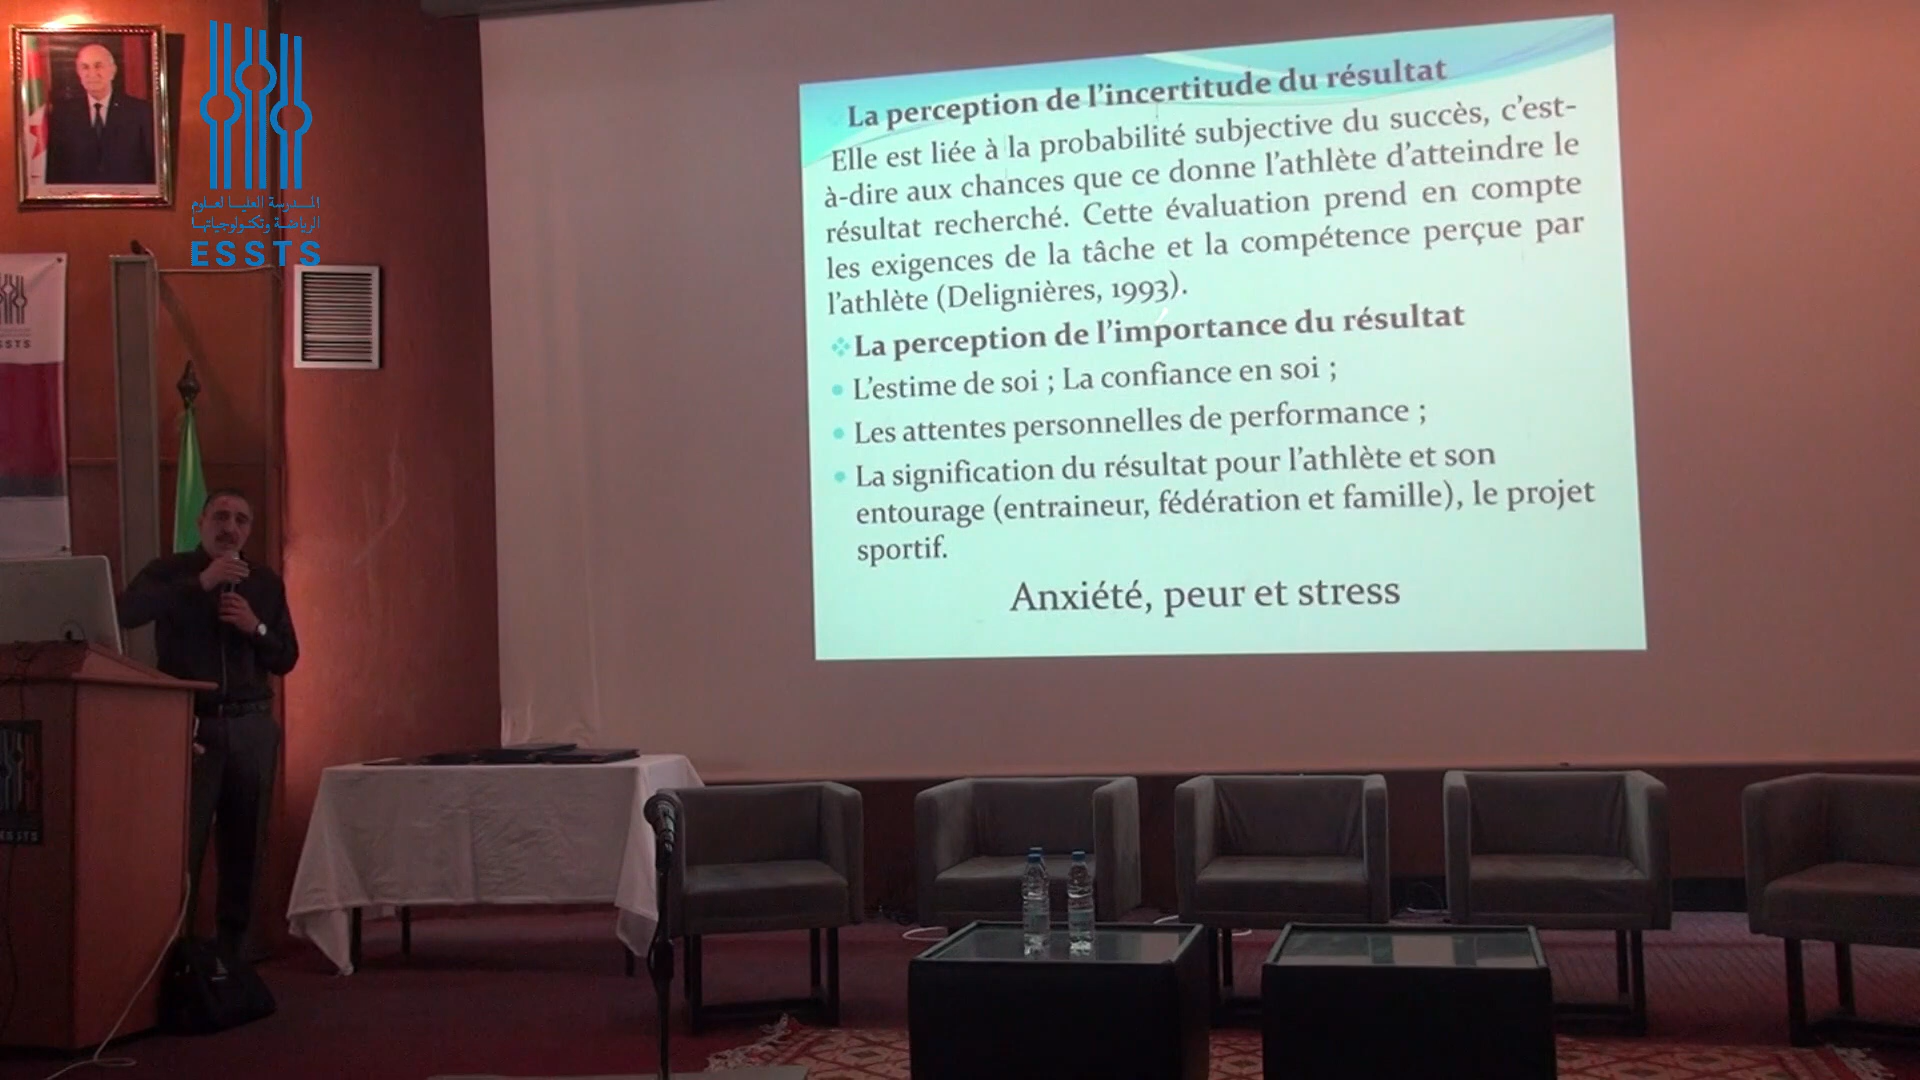 المدرسة العليا لعلوم
الرياضة وتكنولوجياتها
ESSTS
ESSTS
ESSTS
La perception de l’incertitude du résultat
Elle est liée à la probabilité subjective du succès, c’est-
à-dire aux chances que ce donne l’athlète d’atteindre le
résultat recherché. Cette évaluation prend en compte
les exigences de la tâche et la compétence perçue par
l’athlète (Delignières, 1993).
La perception de l’importance du résultat
L’estime de soi ; La confiance en soi ;
Les attentes personnelles de performance ;
La signification du résultat pour l’athlète et son
entourage (entraineur, fédération et famille), le projet
sportif.
Anxiété, peur et stress